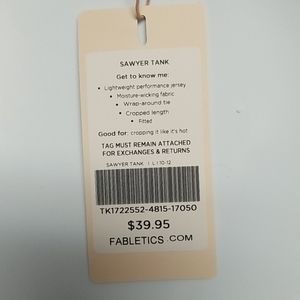 SAWYER TANK
Get to know me:
• Lightweight performance jersey
• Moisture-wicking fabric
• Wrap-around tie
• Cropped length
• Fitted
Good for: cropping it like it's hot
TAG MUST REMAIN ATTACHED
FOR EXCHANGES & RETURNS
SAWYER TANK | L | 10-12
TK1722552-4815-17050
$39.95
FABLETICS.COM